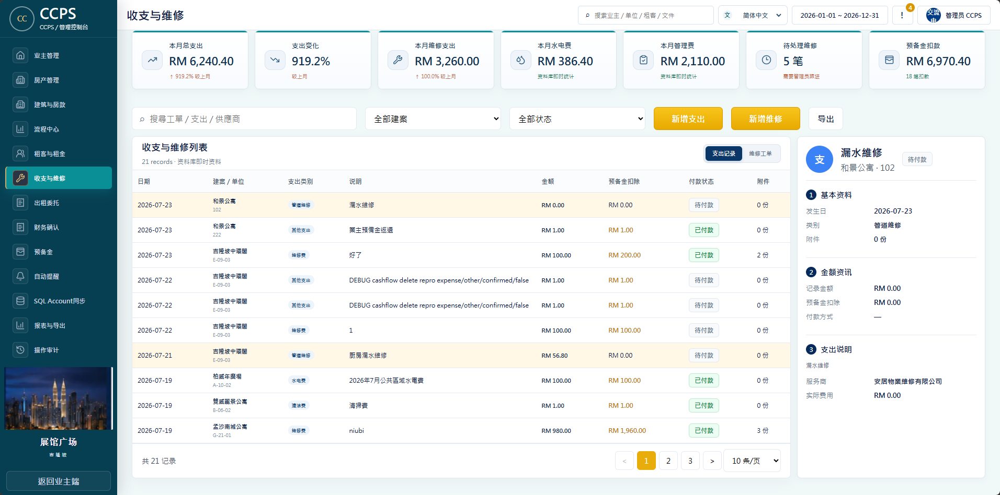 CC
CCPS
CCPS / 管理控制台
业主管理
房产管理
建筑与房款
流程中心
租客与租金
收支与维修
出租委托
财务确认
预备金
自动提醒
SQL Account同步
报表与导出
操作审计
展馆广场
吉隆坡
返回业主端
收支与维修
搜索业主 / 单位 / 租客 / 文件
文 简体中文
2026-01-01 ~ 2026-12-31
!
4
交流电
管理员 CCPS
本月总支出
RM 6,240.40
↑ 919.2% 较上月
支出变化
919.2%
较上月
本月维修支出
RM 3,260.00
↑ 100.0% 较上月
本月水电费
RM 386.40
资料库即时统计
本月管理费
RM 2,110.00
资料库即时统计
待处理维修
5 笔
需要管理员跟进
预备金扣款
RM 6,970.40
18 笔扣款
搜尋工單 / 支出 / 供應商
全部建案
全部状态
新增支出
新增维修
导出
收支与维修列表
21 records · 资料库即时资料
支出记录
维修工单
日期 建案 / 单位 支出类别 说明 金额 预备金扣除 付款状态 附件
2026-07-23 和景公寓 102 管道维修 漏水維修 RM 0.00 RM 0.00 待付款 0 份
2026-07-23 和景公寓 222 其他支出 業主預備金返還 RM 1.00 RM 1.00 已付款 0 份
2026-07-23 吉隆坡中環閣 E-09-03 维修费 好了 RM 100.00 RM 200.00 已付款 2 份
2026-07-22 吉隆坡中環閣 E-09-03 其他支出 DEBUG cashflow delete repro expense/other/confirmed/false RM 1.00 RM 1.00 待付款 0 份
2026-07-22 吉隆坡中環閣 E-09-03 其他支出 DEBUG cashflow delete repro expense/other/confirmed/false RM 1.00 RM 1.00 待付款 0 份
2026-07-22 吉隆坡中環閣 E-09-03 维修费 1 RM 100.00 RM 100.00 待付款 0 份
2026-07-21 吉隆坡中環閣 E-09-03 管道维修 厨房漏水維修 RM 56.80 RM 0.00 待付款 0 份
2026-07-19 柏威年廣場 A-10-02 水电费 2026年7月公共區域水電費 RM 100.00 RM 100.00 已付款 0 份
2026-07-19 雙威麗景公寓 B-06-02 清洁费 清掃費 RM 1.00 RM 1.00 已付款 0 份
2026-07-19 孟沙南城公寓 G-21-01 维修费 niubi RM 980.00 RM 1,960.00 已付款 3 份
共 21 记录
< 1 2 3 > 10 条/页
支
漏水維修
和景公寓 · 102
待付款
1 基本资料
发生日 2026-07-23
类别 管道维修
附件 0 份
2 金额资讯
记录金额 RM 0.00
预备金扣除 RM 0.00
付款方式 —
3 支出说明
漏水維修
服务商 安居物業維修有限公司
实际费用 RM 0.00